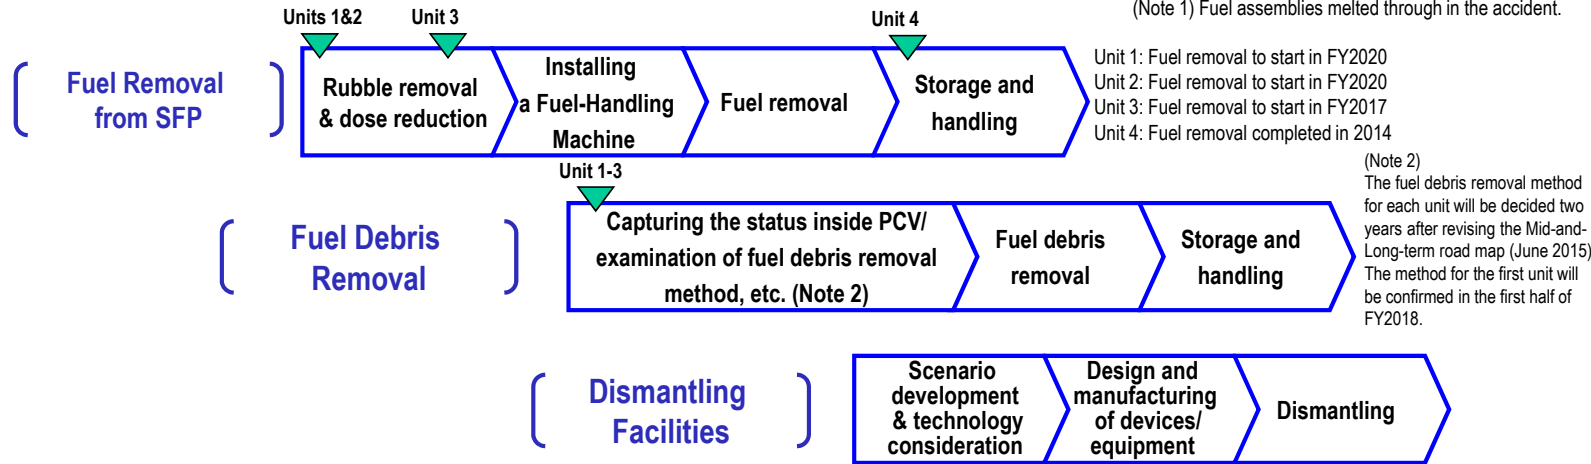 (Note 1) Fuel assemblies melted through in the accident.
Units 1&2
Unit 3
Unit 4
Fuel Removal
from SFP
Rubble removal
& dose reduction
Installing
a Fuel-Handling
Machine
Fuel removal
Storage and
handling
Unit 1: Fuel removal to start in FY2020
Unit 2: Fuel removal to start in FY2020
Unit 3: Fuel removal to start in FY2017
Unit 4: Fuel removal completed in 2014
Unit 1-3
Fuel Debris
Removal
Capturing the status inside PCV/
examination of fuel debris removal
method, etc. (Note 2)
Fuel debris
removal
Storage and
handling
(Note 2)
The fuel debris removal method
for each unit will be decided two
years after revising the Mid-and-
Long-term road map (June 2015)
The method for the first unit will
be confirmed in the first half of
FY2018.
Dismantling
Facilities
Scenario
development
& technology
consideration
Design and
manufacturing
of devices/
equipment
Dismantling